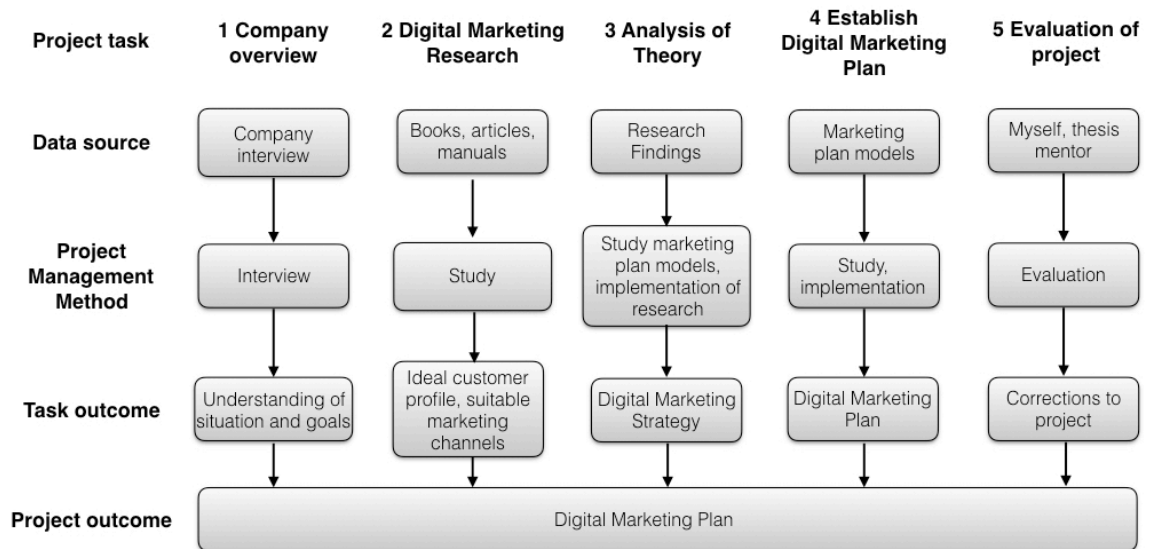 Project task
1 Company
overview
2 Digital Marketing
Research
3 Analysis of
Theory
4 Establish
Digital Marketing
Plan
5 Evaluation of
project
Data source
Company
interview
Books, articles,
manuals
Research
Findings
Marketing
plan models
Myself, thesis
mentor
Project
Management
Method
Interview
Study
Study marketing
plan models,
implementation of
research
Study,
implementation
Evaluation
Task outcome
Understanding of
situation and goals
Ideal customer
profile, suitable
marketing
channels
Digital Marketing
Strategy
Digital Marketing
Plan
Corrections to
project
Project outcome
Digital Marketing Plan